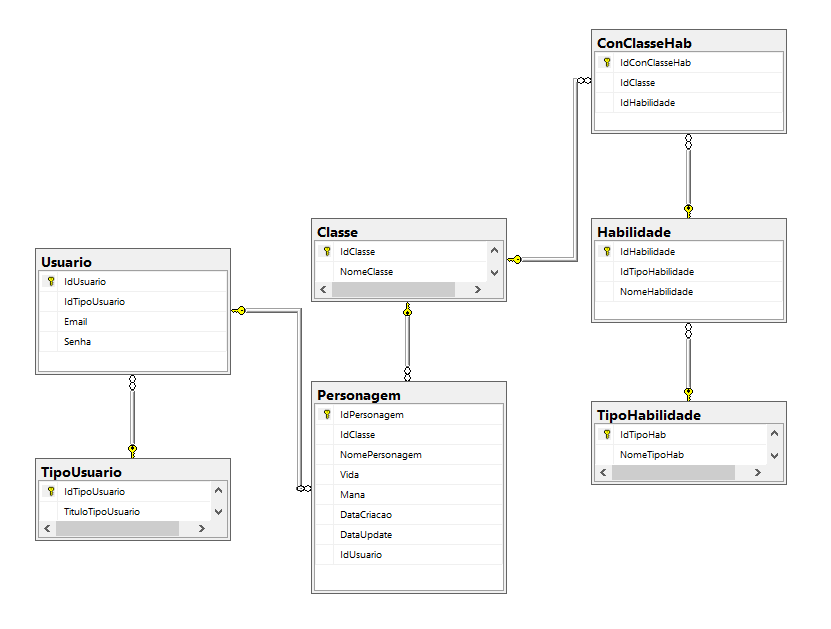 ConClasseHab
IdConClasseHab
IdClasse
IdHabilidade
Classe
IdClasse
NomeClasse
Habilidade
IdHabilidade
IdTipoHabilidade
NomeHabilidade
Usuario
IdUsuario
IdTipoUsuario
Email
Senha
Personagem
IdPersonagem
IdClasse
NomePersonagem
Vida
Mana
DataCriacao
DataUpdate
IdUsuario
TipoHabilidade
IdTipoHab
NomeTipoHab
TipoUsuario
IdTipoUsuario
TituloTipoUsuario